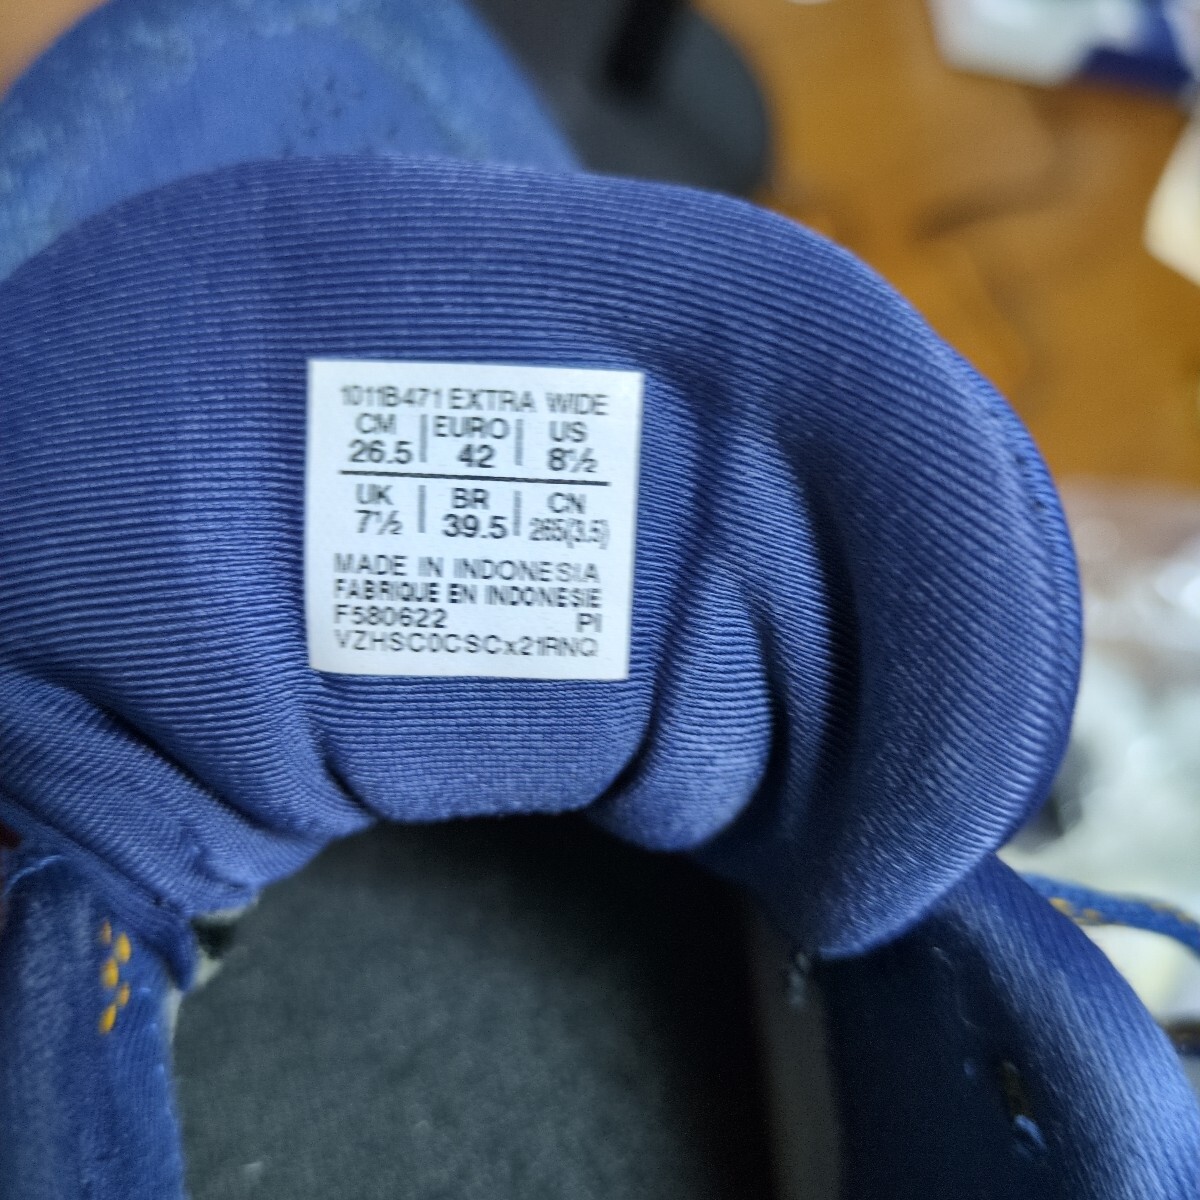 1011B471 EXTRA WIDE
CM | EURO | US
26.5 | 42 | 8½
UK | BR | CN
7½ | 39.5 | 265(3.5)
MADE IN INDONESIA
FABRIQUE EN INDONESIE
F580622 PI
VZHSC0CSCx21RNQ